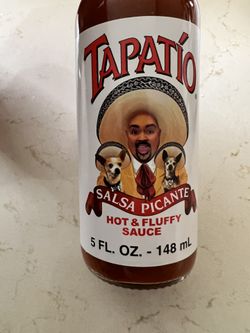 TAPATÍO
SALSA PICANTE
HOT & FLUFFY
SAUCE
5 FL. OZ. - 148 mL